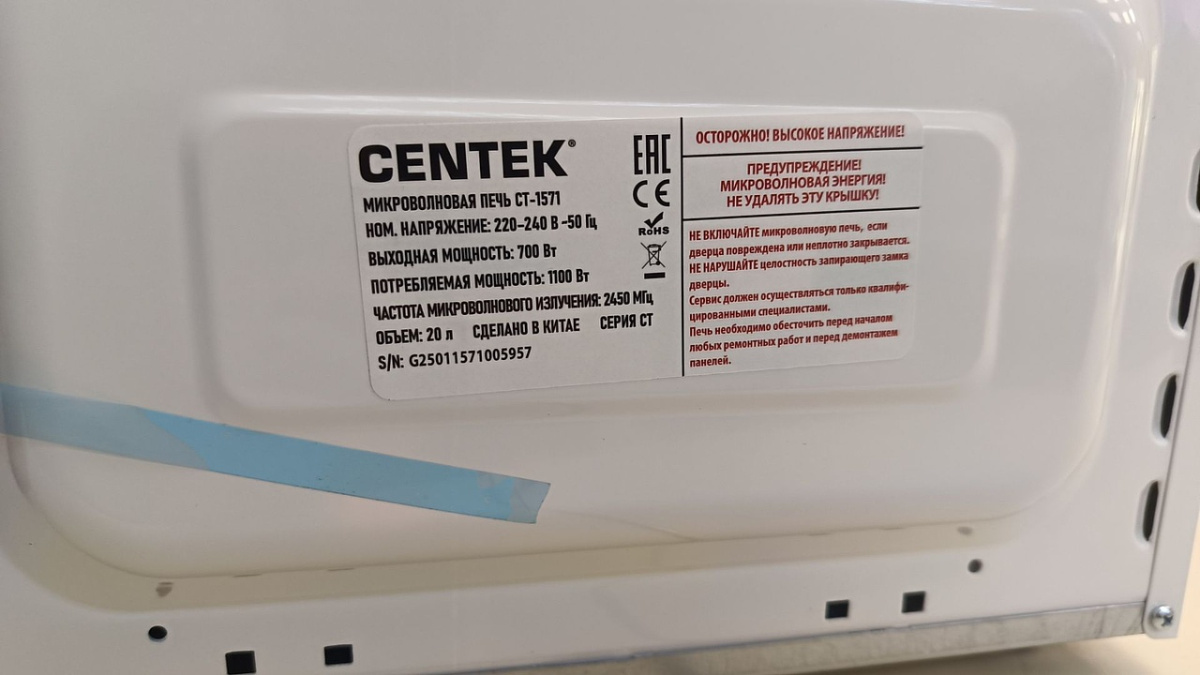 CENTEK®
МИКРОВОЛНОВАЯ ПЕЧЬ CT-1571
НОМ. НАПРЯЖЕНИЕ: 220-240 В ~50 Гц
ВЫХОДНАЯ МОЩНОСТЬ: 700 Вт
ПОТРЕБЛЯЕМАЯ МОЩНОСТЬ: 1100 Вт
ЧАСТОТА МИКРОВОЛНОВОГО ИЗЛУЧЕНИЯ: 2450 МГц
ОБЪЕМ: 20 л СДЕЛАНО В КИТАЕ СЕРИЯ CT
S/N: G25011571005957
EAC
CE
RoHS
ОСТОРОЖНО! ВЫСОКОЕ НАПРЯЖЕНИЕ!
ПРЕДУПРЕЖДЕНИЕ!
МИКРОВОЛНОВАЯ ЭНЕРГИЯ!
НЕ УДАЛЯТЬ ЭТУ КРЫШКУ!
НЕ ВКЛЮЧАЙТЕ микроволновую печь, если
дверца повреждена или неплотно закрывается.
НЕ НАРУШАЙТЕ целостность запирающего замка
дверцы.
Сервис должен осуществляться только квалифи-
цированными специалистами.
Печь необходимо обесточить перед началом
любых ремонтных работ и перед демонтажем
панелей.